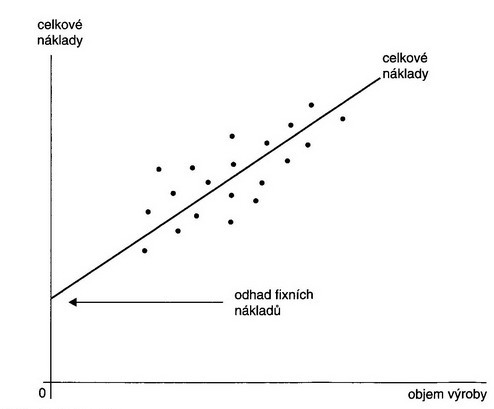 celkové
náklady
celkové
náklady
odhad fixních
nákladů
0
objem výroby